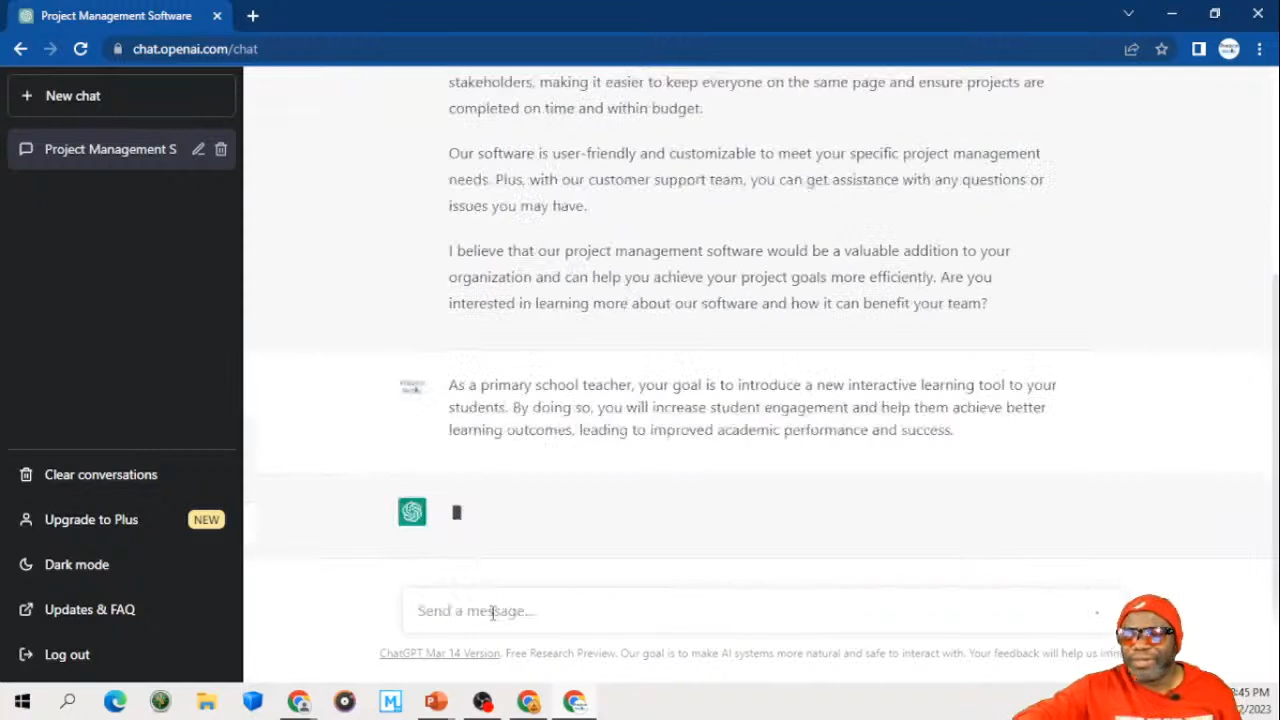 Project Management Software
chat.openai.com/chat
New chat
Project Management S
stakeholders, making it easier to keep everyone on the same page and ensure projects are
completed on time and within budget.
Our software is user-friendly and customizable to meet your specific project management
needs. Plus, with our customer support team, you can get assistance with any questions or
issues you may have.
I believe that our project management software would be a valuable addition to your
organization and can help you achieve your project goals more efficiently. Are you
interested in learning more about our software and how it can benefit your team?
As a primary school teacher, your goal is to introduce a new interactive learning tool to your
students. By doing so, you will increase student engagement and help them achieve better
learning outcomes, leading to improved academic performance and success.
Clear conversations
Upgrade to Plus NEW
Dark mode
Updates & FAQ
Log out
Send a message...
ChatGPT Mar 14 Version. Free Research Preview. Our goal is to make AI systems more natural and safe to interact with. Your feedback will help us
:45 PM
/2023